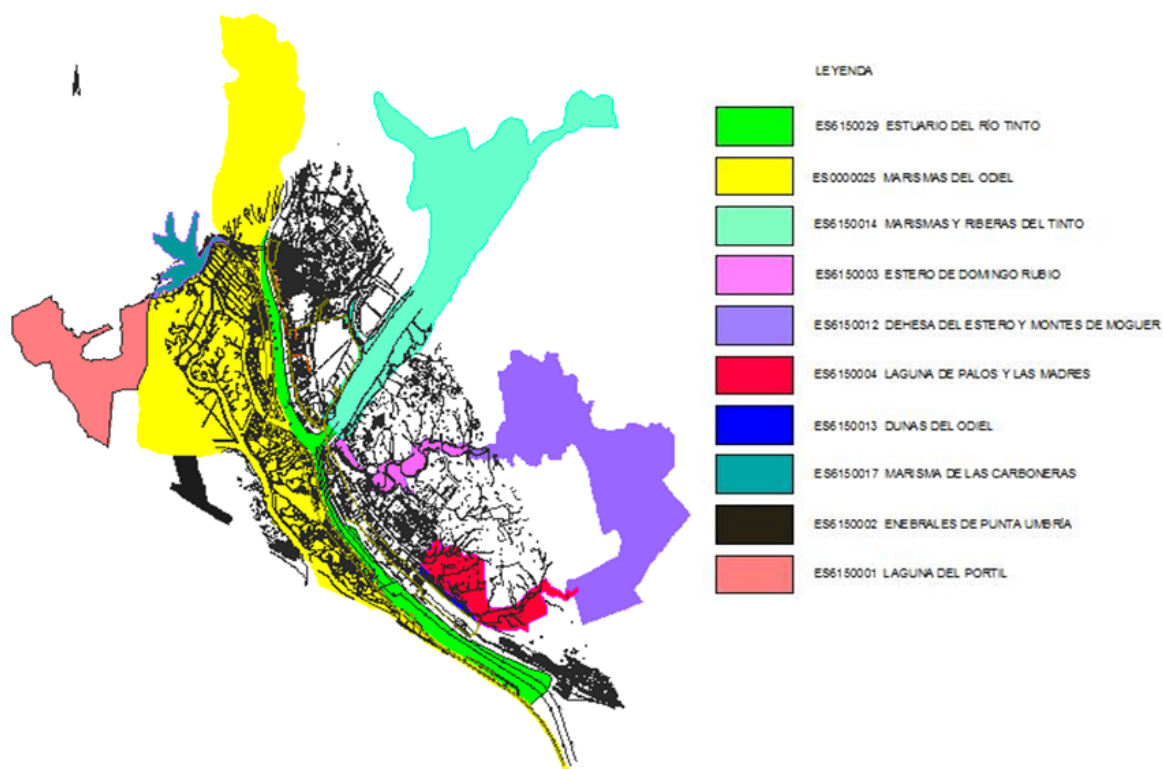 LEYENDA
ES6150029 ESTUARIO DEL RÍO TINTO
ES0000025 MARISMAS DEL ODIEL
ES6150014 MARISMAS Y RIBERAS DEL TINTO
ES6150003 ESTERO DE DOMINGO RUBIO
ES6150012 DEHESA DEL ESTERO Y MONTES DE MOGUER
ES6150004 LAGUNA DE PALOS Y LAS MADRES
ES6150013 DUNAS DEL ODIEL
ES6150017 MARISMA DE LAS CARBONERAS
ES6150002 ENEBRALES DE PUNTA UMBRÍA
ES6150001 LAGUNA DEL PORTIL